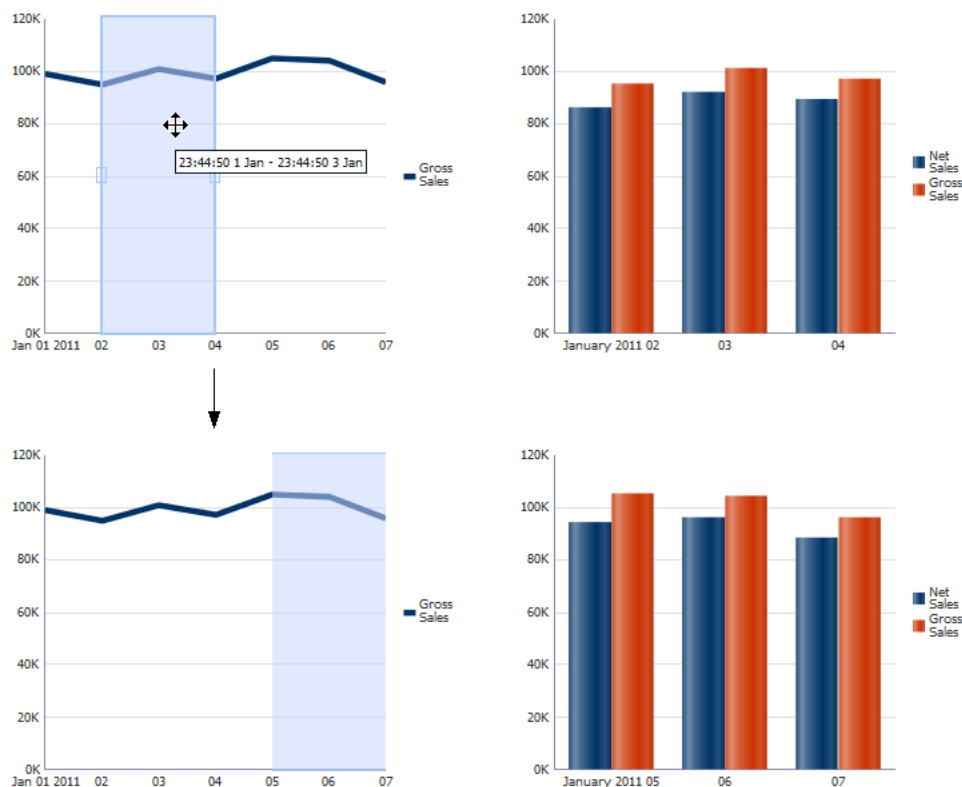 120K
100K
80K
60K
40K
20K
0K
Jan 01 2011 02 03 04 05 06 07
23:44:50 1 Jan - 23:44:50 3 Jan
Gross
Sales
120K
100K
80K
60K
40K
20K
0K
January 2011 02 03 04
Net
Sales
Gross
Sales
120K
100K
80K
60K
40K
20K
0K
Jan 01 2011 02 03 04 05 06 07
Gross
Sales
120K
100K
80K
60K
40K
20K
0K
January 2011 05 06 07
Net
Sales
Gross
Sales